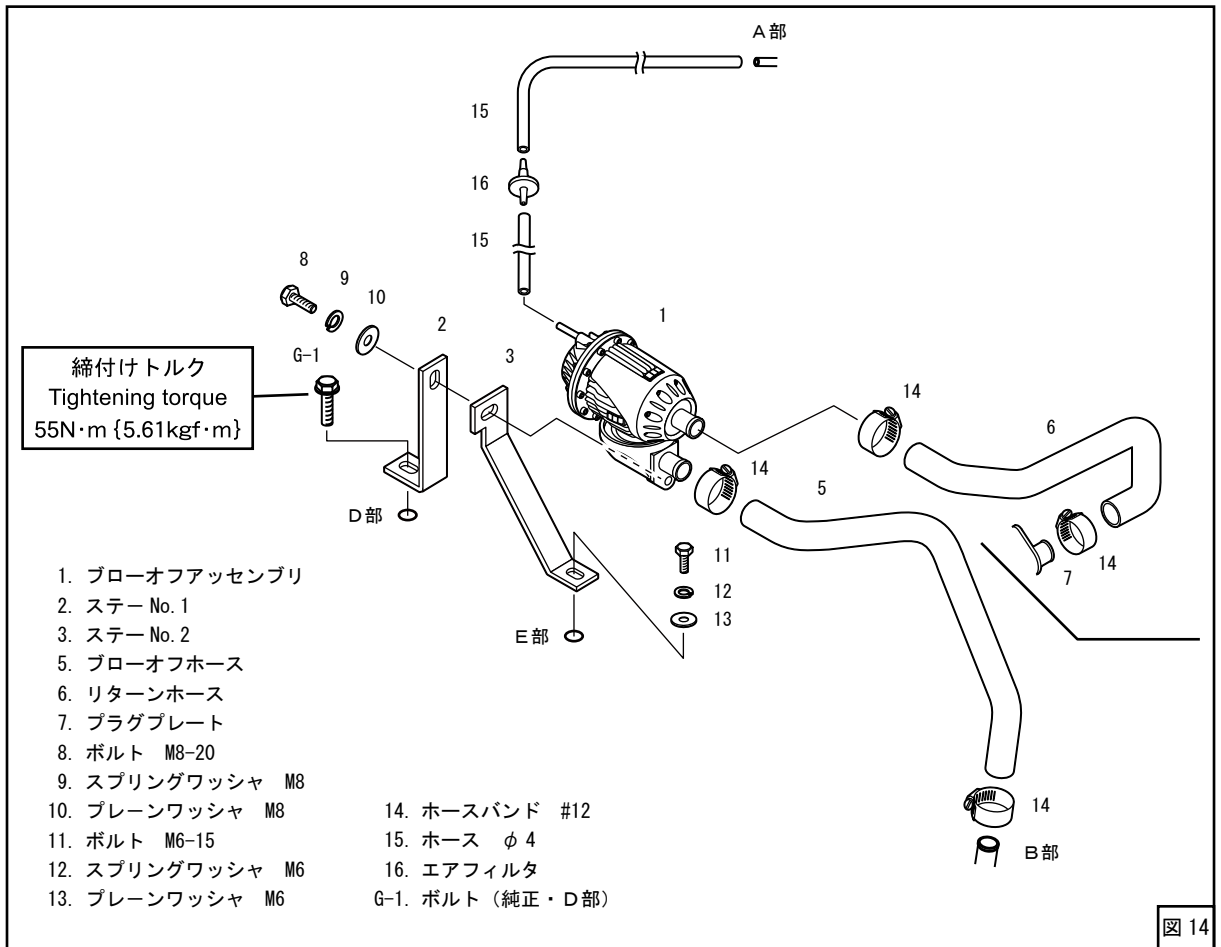 A部
15
16
15
8
9
10
2
1
G-1
3
締付けトルク
Tightening torque
55N·m {5.61kgf·m}
14
6
14
5
D部
11
14
7
12
13
E部
14
B部
1. ブローオフアッセンブリ
2. ステー No.1
3. ステー No.2
5. ブローオフホース
6. リターンホース
7. プラグプレート
8. ボルト M8-20
9. スプリングワッシャ M8
10. プレーンワッシャ M8
11. ボルト M6-15
12. スプリングワッシャ M6
13. プレーンワッシャ M6
14. ホースバンド #12
15. ホース φ4
16. エアフィルタ
G-1. ボルト（純正・D部）
図 14